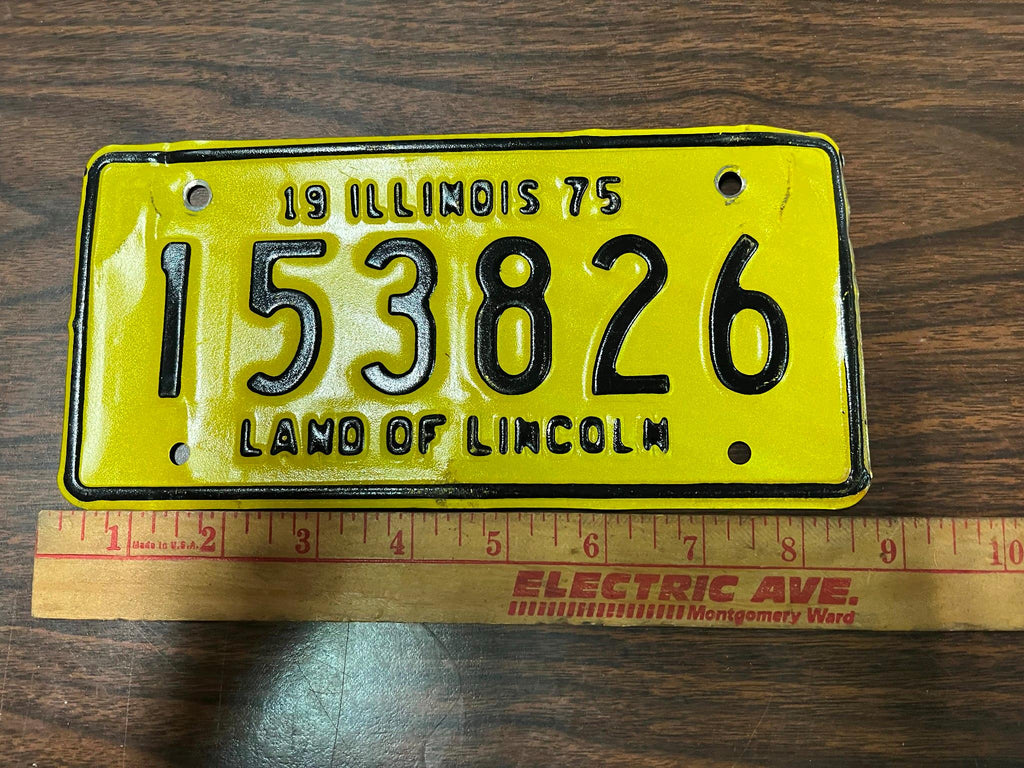 19 ILLINOIS 75
153826
LAND OF LINCOLN
1 Made in U.S.A. 2 3 4 5 6 7 8 9 10
ELECTRIC AVE.
Montgomery Ward